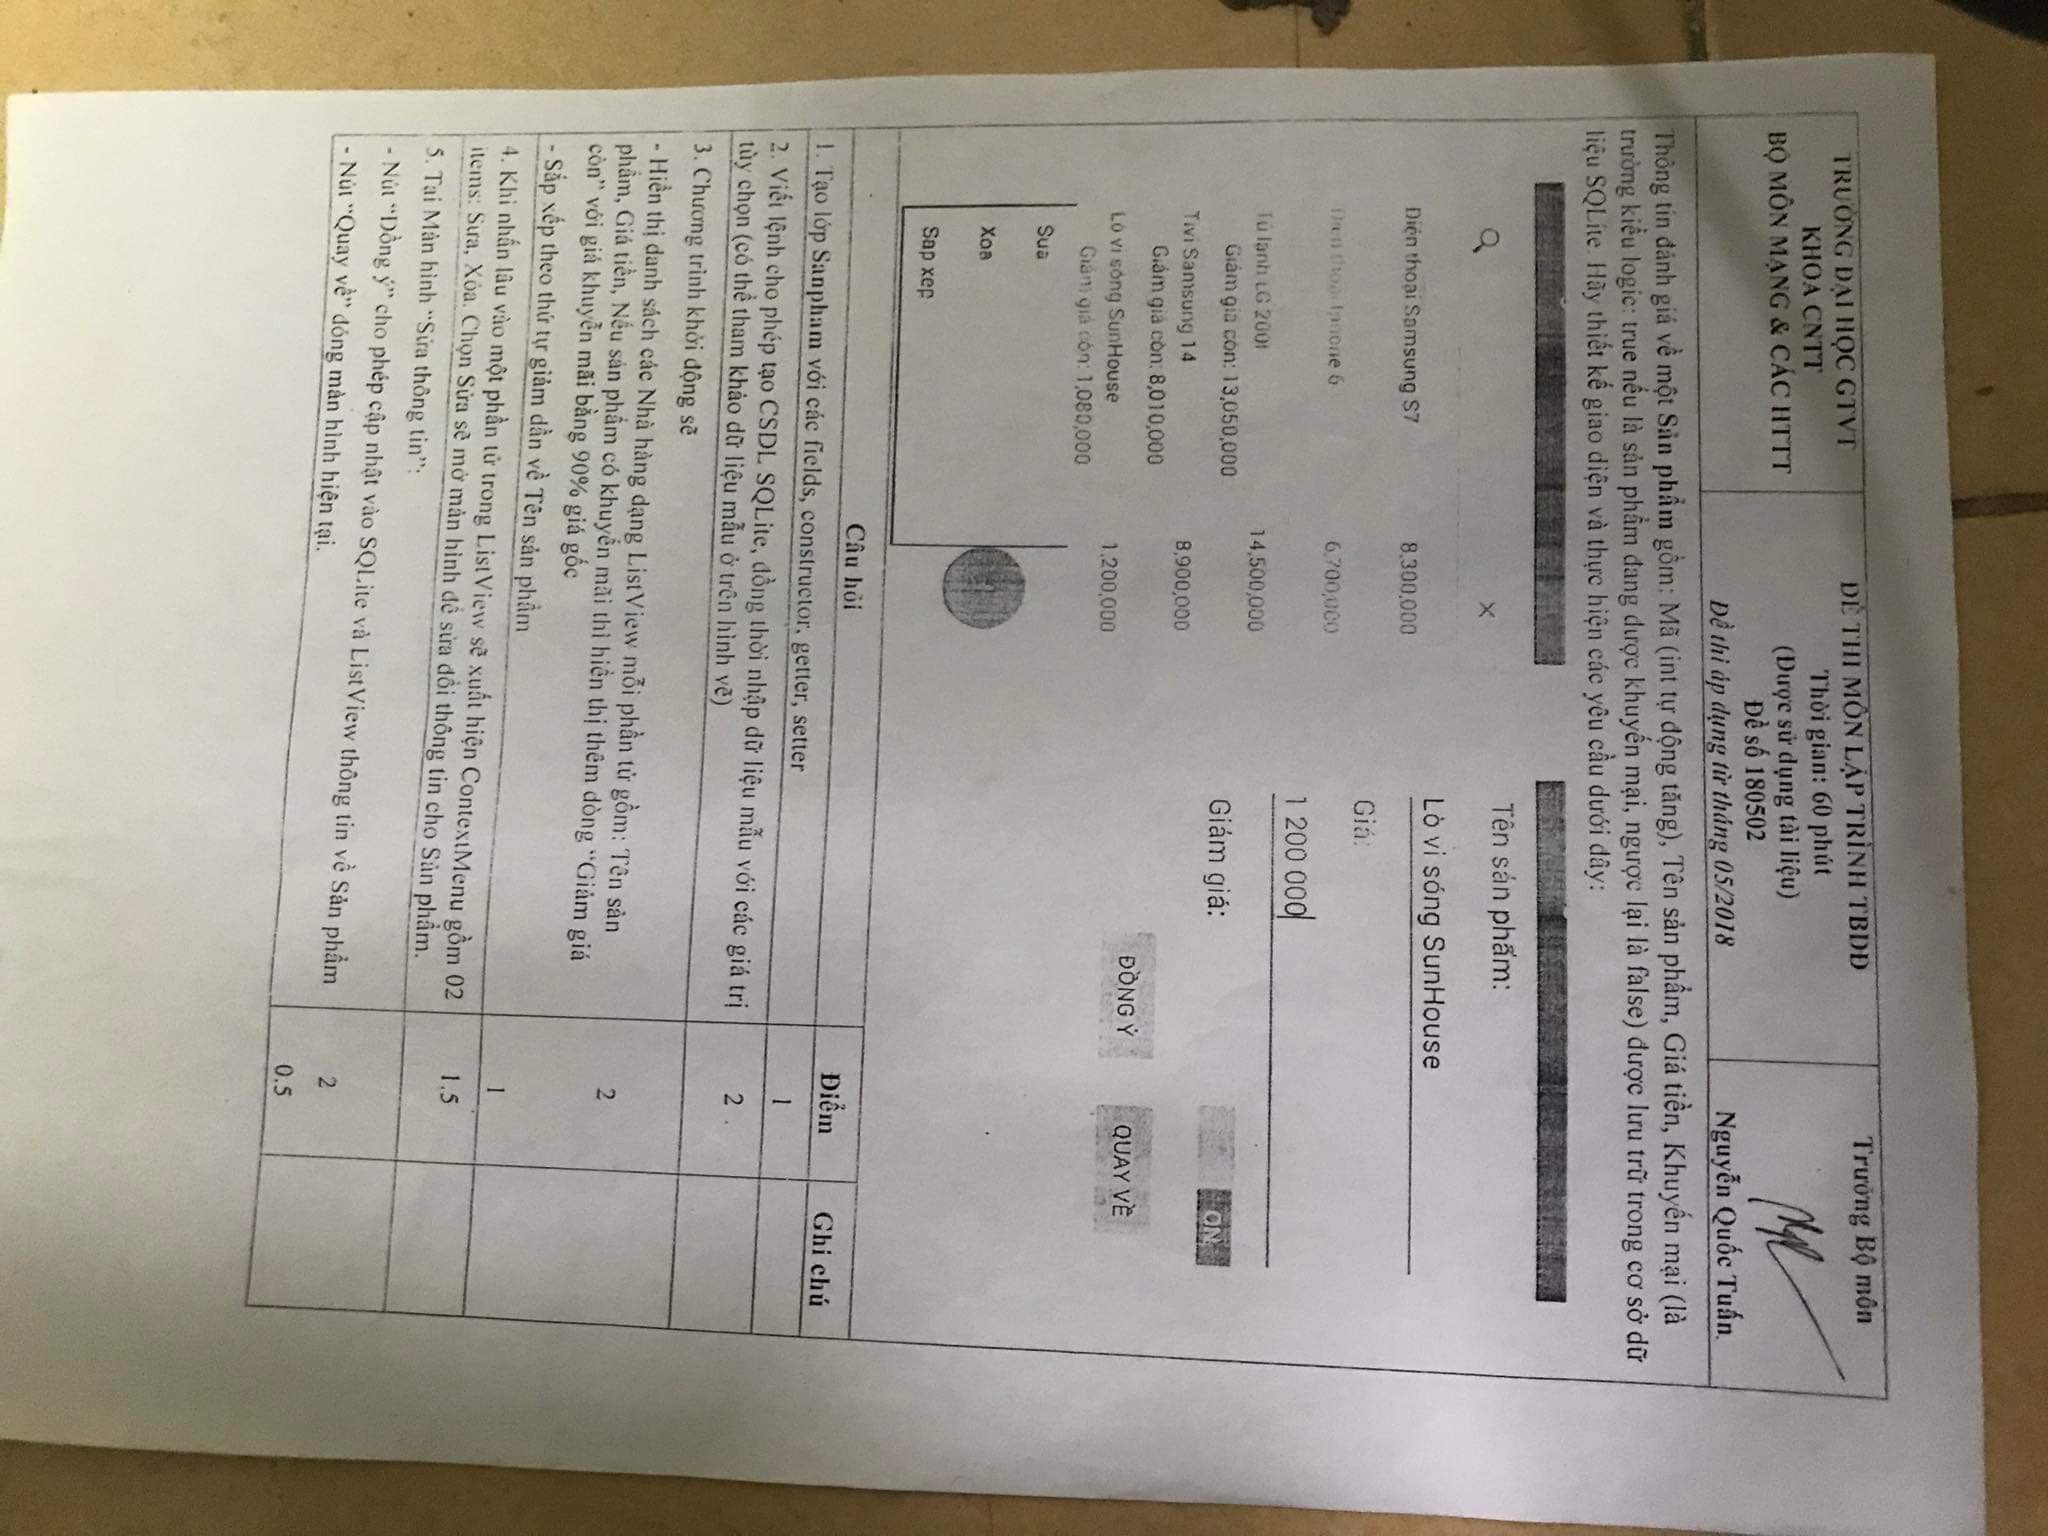 TRƯỜNG ĐẠI HỌC GTVT
KHOA CNTT
BỘ MÔN MẠNG & CÁC HTTT
ĐỀ THI MÔN LẬP TRÌNH TBDĐ
Thời gian: 60 phút
(Được sử dụng tài liệu)
Đề số 180502
Đề thi áp dụng từ tháng 05/2018
Trưởng Bộ môn
Nguyễn Quốc Tuấn
Thông tin đánh giá về một Sản phẩm gồm: Mã (int tự động tăng), Tên sản phẩm, Giá tiền, Khuyến mại (là
trường kiểu logic: true nếu là sản phẩm đang được khuyến mại, ngược lại là false) được lưu trữ trong cơ sở dữ
liệu SQLite. Hãy thiết kế giao diện và thực hiện các yêu cầu dưới đây:
Điện thoại Samsung S7 8,300,000
Điện thoại Iphone 6 6,700,000
Tủ lạnh LG 200l 14,500,000
Giảm giá còn: 13,050,000
Tivi Samsung 14 8,900,000
Giảm giá còn: 8,010,000
Lò vi sóng SunHouse 1,200,000
Giảm giá còn: 1,080,000
Sua
Xoa
Sap xep
Tên sản phẩm:
Lò vi sóng SunHouse
Giá:
1 200 000
Giảm giá: ON
ĐỒNG Ý QUAY VỀ
Câu hỏi Điểm Ghi chú
1. Tạo lớp Sanpham với các fields, constructor, getter, setter 1
2. Viết lệnh cho phép tạo CSDL SQLite, đồng thời nhập dữ liệu mẫu với các giá trị
tùy chọn (có thể tham khảo dữ liệu mẫu ở trên hình vẽ) 2
3. Chương trình khởi động sẽ
- Hiển thị danh sách các Nhà hàng dạng ListView mỗi phần tử gồm: Tên sản
phẩm, Giá tiền, Nếu sản phẩm có khuyến mãi thì hiển thị thêm dòng “Giảm giá
còn” với giá khuyễn mãi bằng 90% giá gốc 2
- Sắp xếp theo thứ tự giảm dần về Tên sản phẩm 1
4. Khi nhấn lâu vào một phần tử trong ListView sẽ xuất hiện ContextMenu gồm 02
items: Sưa, Xóa. Chọn Sửa sẽ mở màn hình để sửa đổi thông tin cho Sản phẩm. 1.5
5. Tại Màn hình “Sửa thông tin”:
- Nút “Đồng ý” cho phép cập nhật vào SQLite và ListView thông tin về Sản phẩm 2
- Nút “Quay về” đóng màn hình hiện tại. 0.5